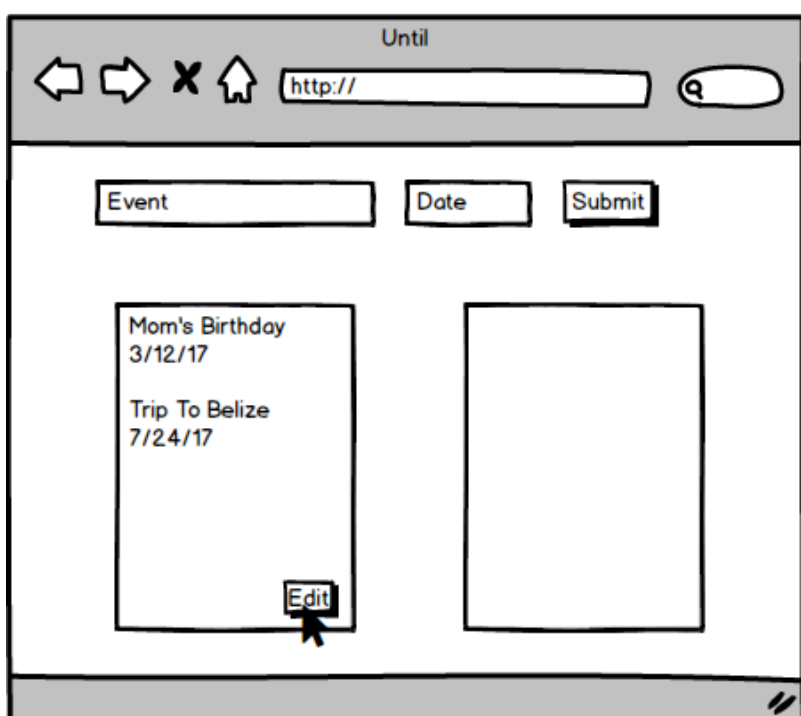 Until
http://
Event
Date
Submit
Mom's Birthday
3/12/17
Trip To Belize
7/24/17
Edit